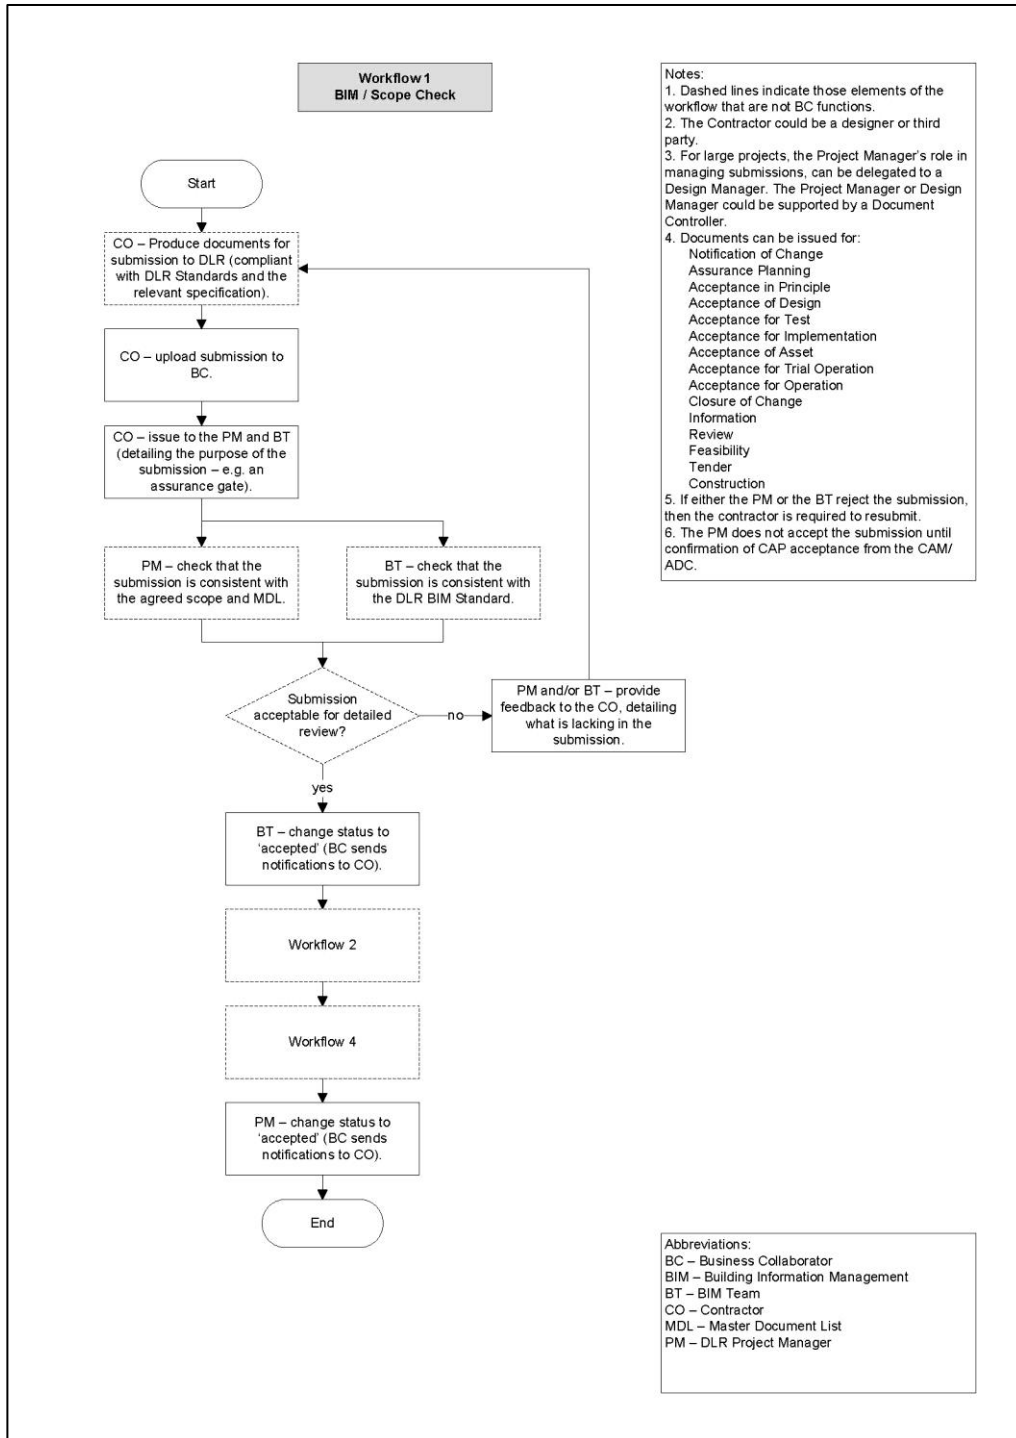 Workflow 1
BIM / Scope Check
Start
CO – Produce documents for
submission to DLR (compliant
with DLR Standards and the
relevant specification).
CO – upload submission to
BC.
CO – issue to the PM and BT
(detailing the purpose of the
submission – e.g. an
assurance gate).
PM – check that the
submission is consistent with
the agreed scope and MDL.
BT – check that the
submission is consistent with
the DLR BIM Standard.
Submission
acceptable for detailed
review?
no
PM and/or BT – provide
feedback to the CO, detailing
what is lacking in the
submission.
yes
BT – change status to
‘accepted’ (BC sends
notifications to CO).
Workflow 2
Workflow 4
PM – change status to
‘accepted’ (BC sends
notifications to CO).
End
Notes:
1. Dashed lines indicate those elements of the
workflow that are not BC functions.
2. The Contractor could be a designer or third
party.
3. For large projects, the Project Manager’s role in
managing submissions, can be delegated to a
Design Manager. The Project Manager or Design
Manager could be supported by a Document
Controller.
4. Documents can be issued for:
Notification of Change
Assurance Planning
Acceptance in Principle
Acceptance of Design
Acceptance for Test
Acceptance for Implementation
Acceptance of Asset
Acceptance for Trial Operation
Acceptance for Operation
Closure of Change
Information
Review
Feasibility
Tender
Construction
5. If either the PM or the BT reject the submission,
then the contractor is required to resubmit.
6. The PM does not accept the submission until
confirmation of CAP acceptance from the CAM/
ADC.
Abbreviations:
BC – Business Collaborator
BIM – Building Information Management
BT – BIM Team
CO – Contractor
MDL – Master Document List
PM – DLR Project Manager